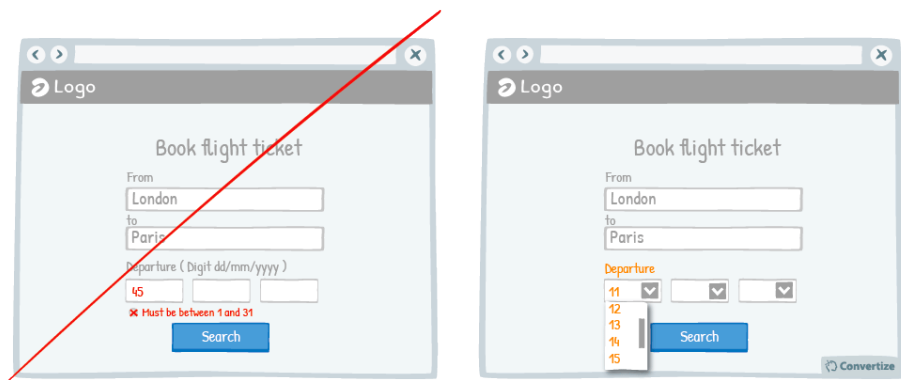 Logo
Book flight ticket
From
London
to
Paris
Departure ( Digit dd/mm/yyyy )
45
Must be between 1 and 31
Search
Logo
Book flight ticket
From
London
to
Paris
Departure
11
12
13
14
15
Search
Convertize